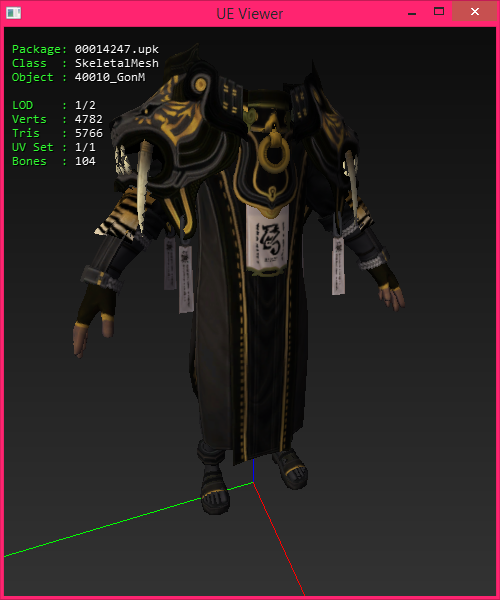 UE Viewer
Package: 00014247.upk
Class : SkeletalMesh
Object : 40010_GonM
LOD : 1/2
Verts : 4782
Tris : 5766
UV Set : 1/1
Bones : 104